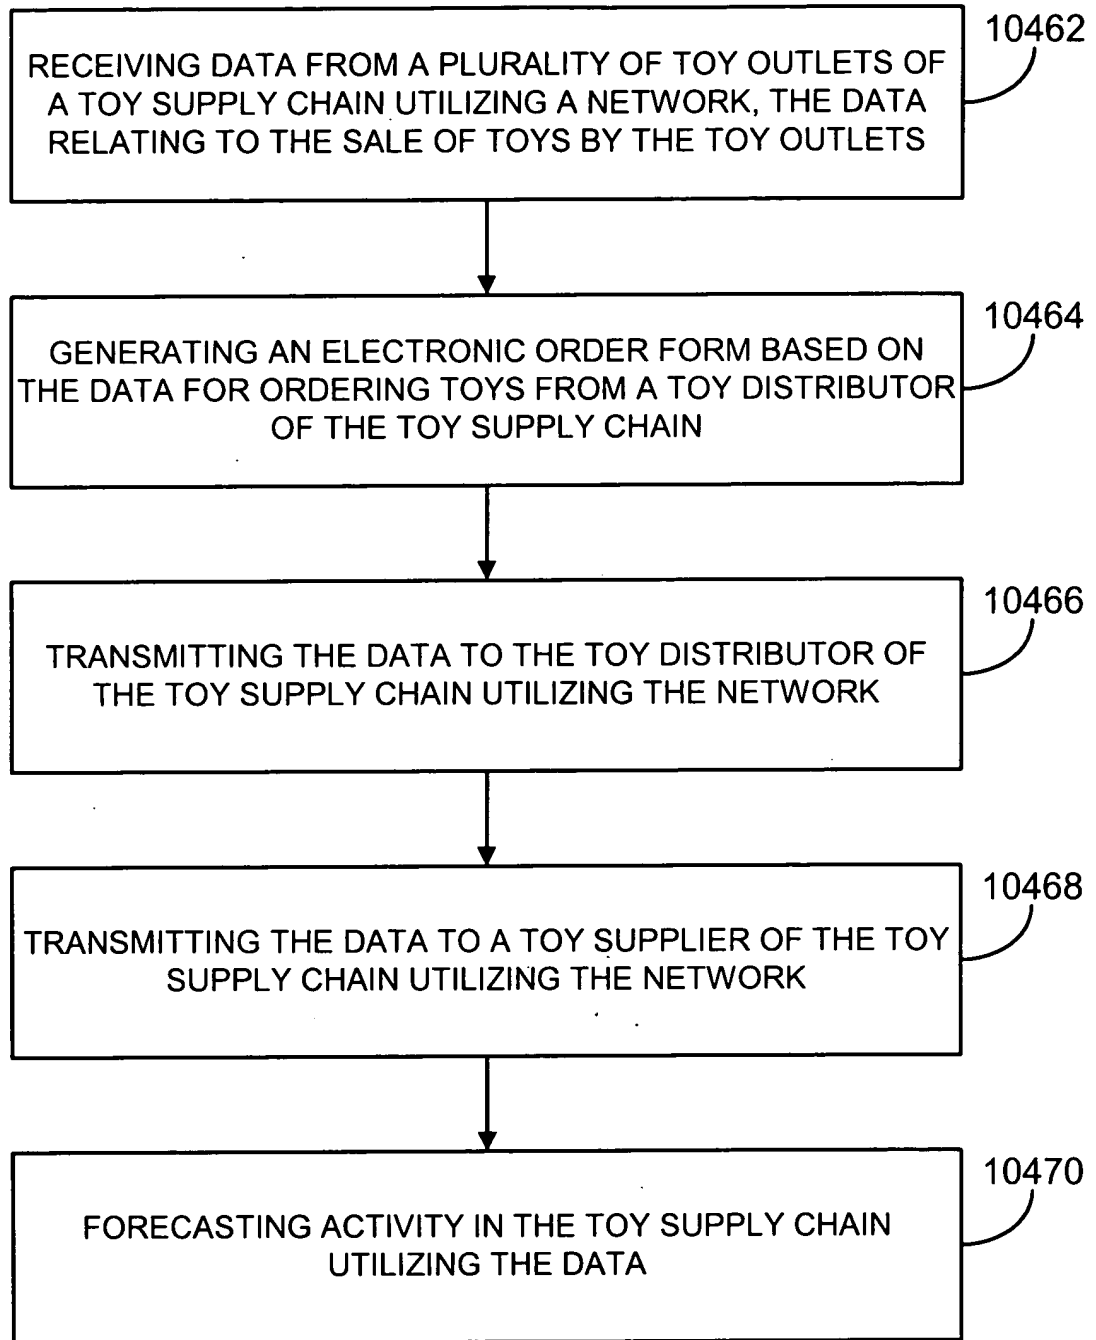 10462
RECEIVING DATA FROM A PLURALITY OF TOY OUTLETS OF
A TOY SUPPLY CHAIN UTILIZING A NETWORK, THE DATA
RELATING TO THE SALE OF TOYS BY THE TOY OUTLETS
10464
GENERATING AN ELECTRONIC ORDER FORM BASED ON
THE DATA FOR ORDERING TOYS FROM A TOY DISTRIBUTOR
OF THE TOY SUPPLY CHAIN
10466
TRANSMITTING THE DATA TO THE TOY DISTRIBUTOR OF
THE TOY SUPPLY CHAIN UTILIZING THE NETWORK
10468
TRANSMITTING THE DATA TO A TOY SUPPLIER OF THE TOY
SUPPLY CHAIN UTILIZING THE NETWORK
10470
FORECASTING ACTIVITY IN THE TOY SUPPLY CHAIN
UTILIZING THE DATA